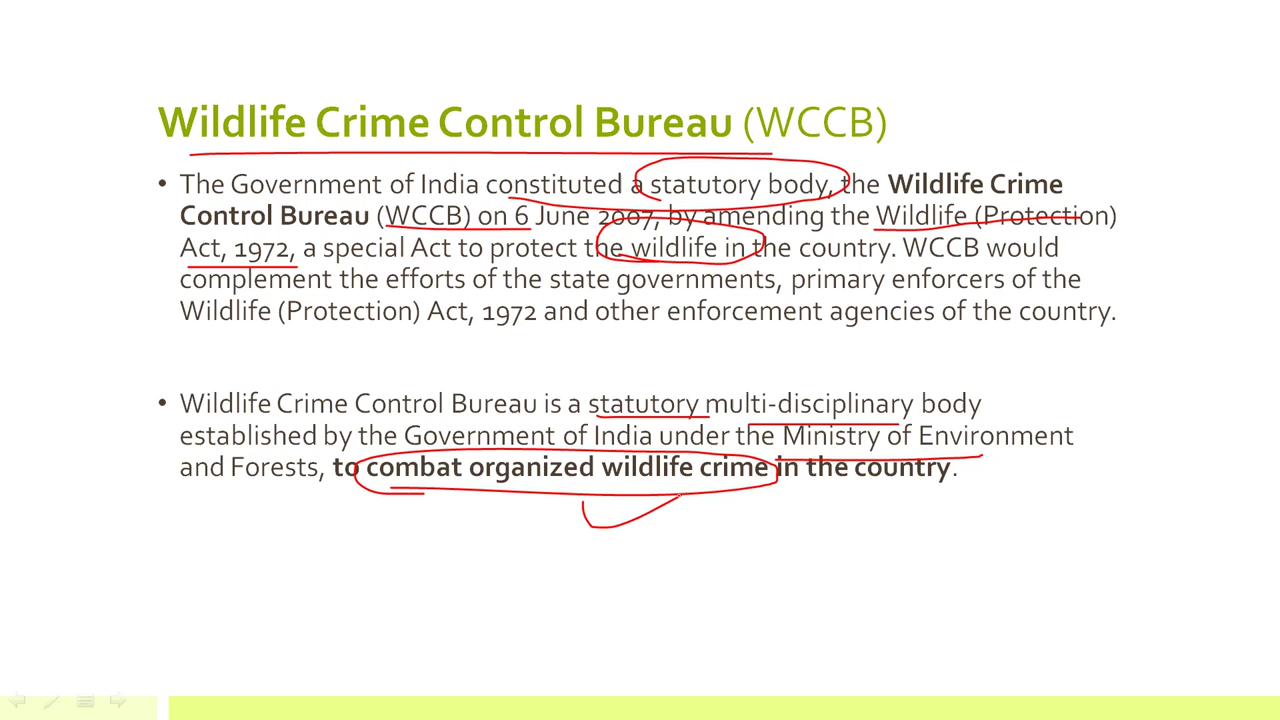 Wildlife Crime Control Bureau (WCCB)
• The Government of India constituted a statutory body, the Wildlife Crime
Control Bureau (WCCB) on 6 June 2007, by amending the Wildlife (Protection)
Act, 1972, a special Act to protect the wildlife in the country. WCCB would
complement the efforts of the state governments, primary enforcers of the
Wildlife (Protection) Act, 1972 and other enforcement agencies of the country.
• Wildlife Crime Control Bureau is a statutory multi-disciplinary body
established by the Government of India under the Ministry of Environment
and Forests, to combat organized wildlife crime in the country.